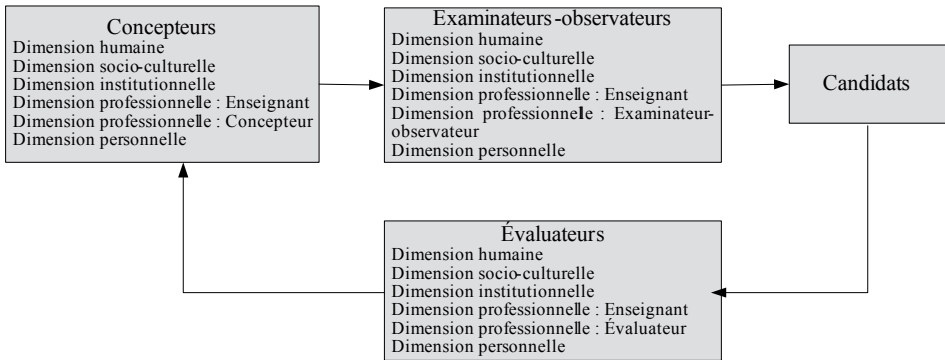 Concepteurs
Dimension humaine
Dimension socio-culturelle
Dimension institutionnelle
Dimension professionnelle : Enseignant
Dimension professionnelle : Concepteur
Dimension personnelle
Examinateurs-observateurs
Dimension humaine
Dimension socio-culturelle
Dimension institutionnelle
Dimension professionnelle : Enseignant
Dimension professionnelle : Examinateur-
observateur
Dimension personnelle
Candidats
Évaluateurs
Dimension humaine
Dimension socio-culturelle
Dimension institutionnelle
Dimension professionnelle : Enseignant
Dimension professionnelle : Évaluateur
Dimension personnelle